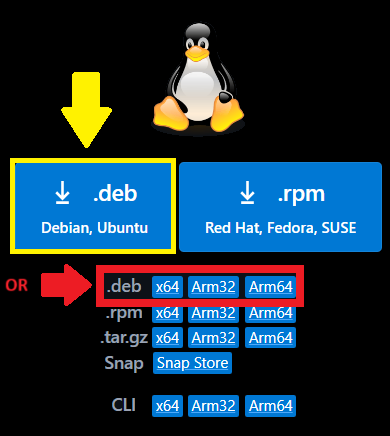 .deb
Debian, Ubuntu
.rpm
Red Hat, Fedora, SUSE
OR
.deb x64 Arm32 Arm64
.rpm x64 Arm32 Arm64
.tar.gz x64 Arm32 Arm64
Snap Snap Store
CLI x64 Arm32 Arm64